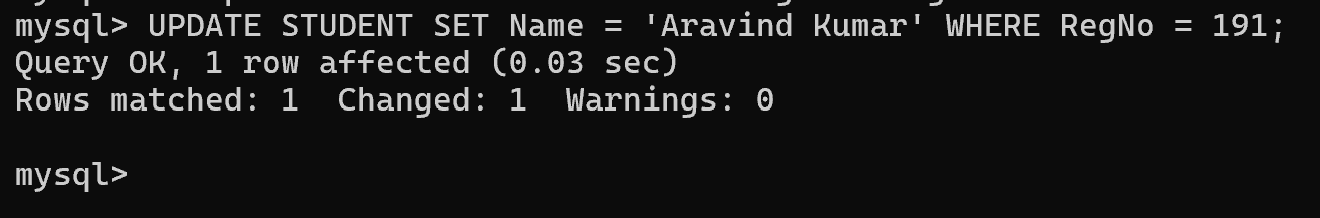 mysql> UPDATE STUDENT SET Name = 'Aravind Kumar' WHERE RegNo = 191;
Query OK, 1 row affected (0.03 sec)
Rows matched: 1  Changed: 1  Warnings: 0
mysql>